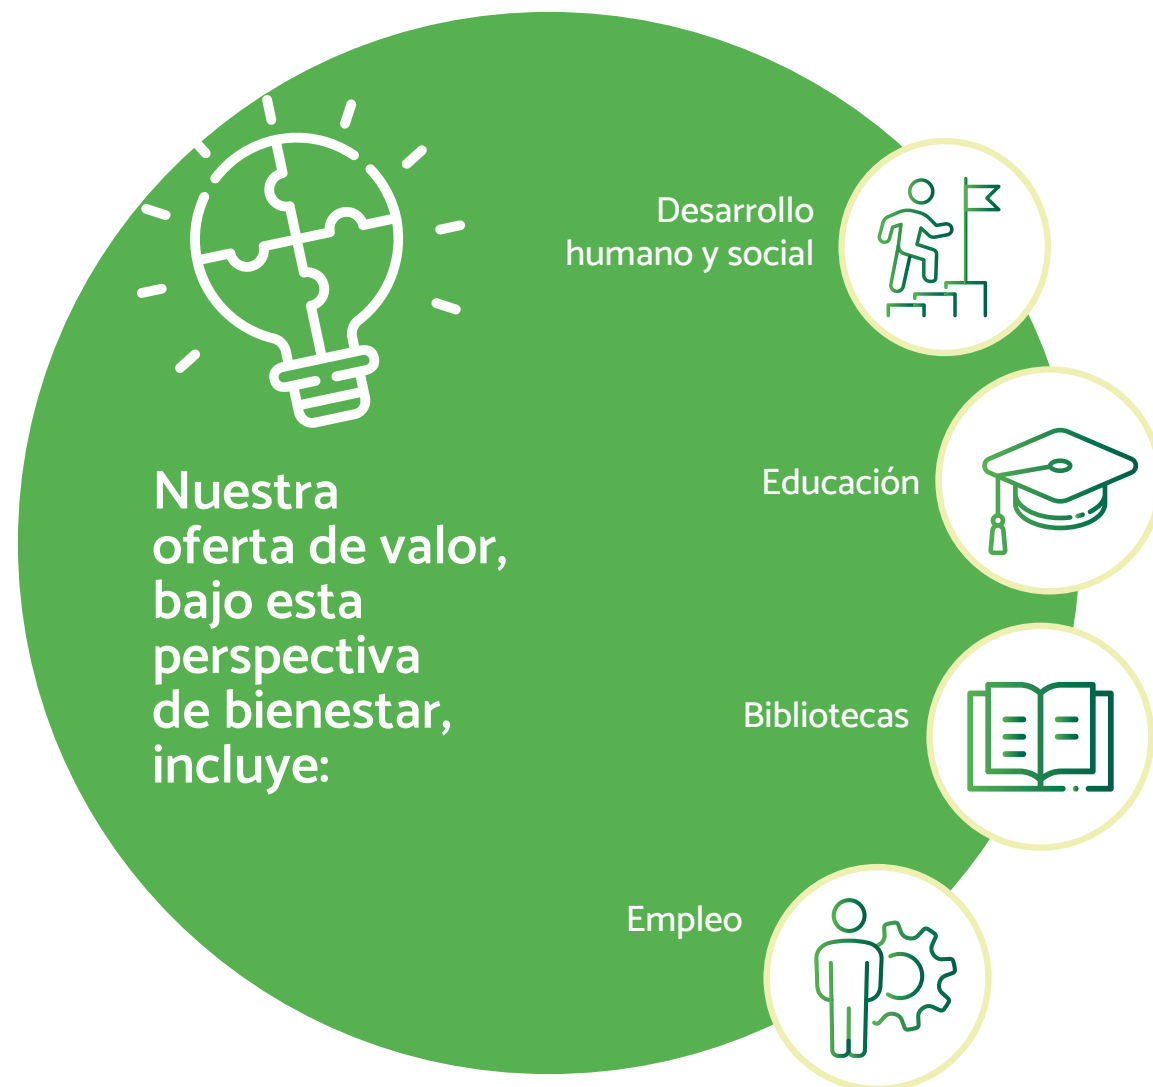 Nuestra
oferta de valor,
bajo esta
perspectiva
de bienestar,
incluye:
Desarrollo
humano y social
Educación
Bibliotecas
Empleo